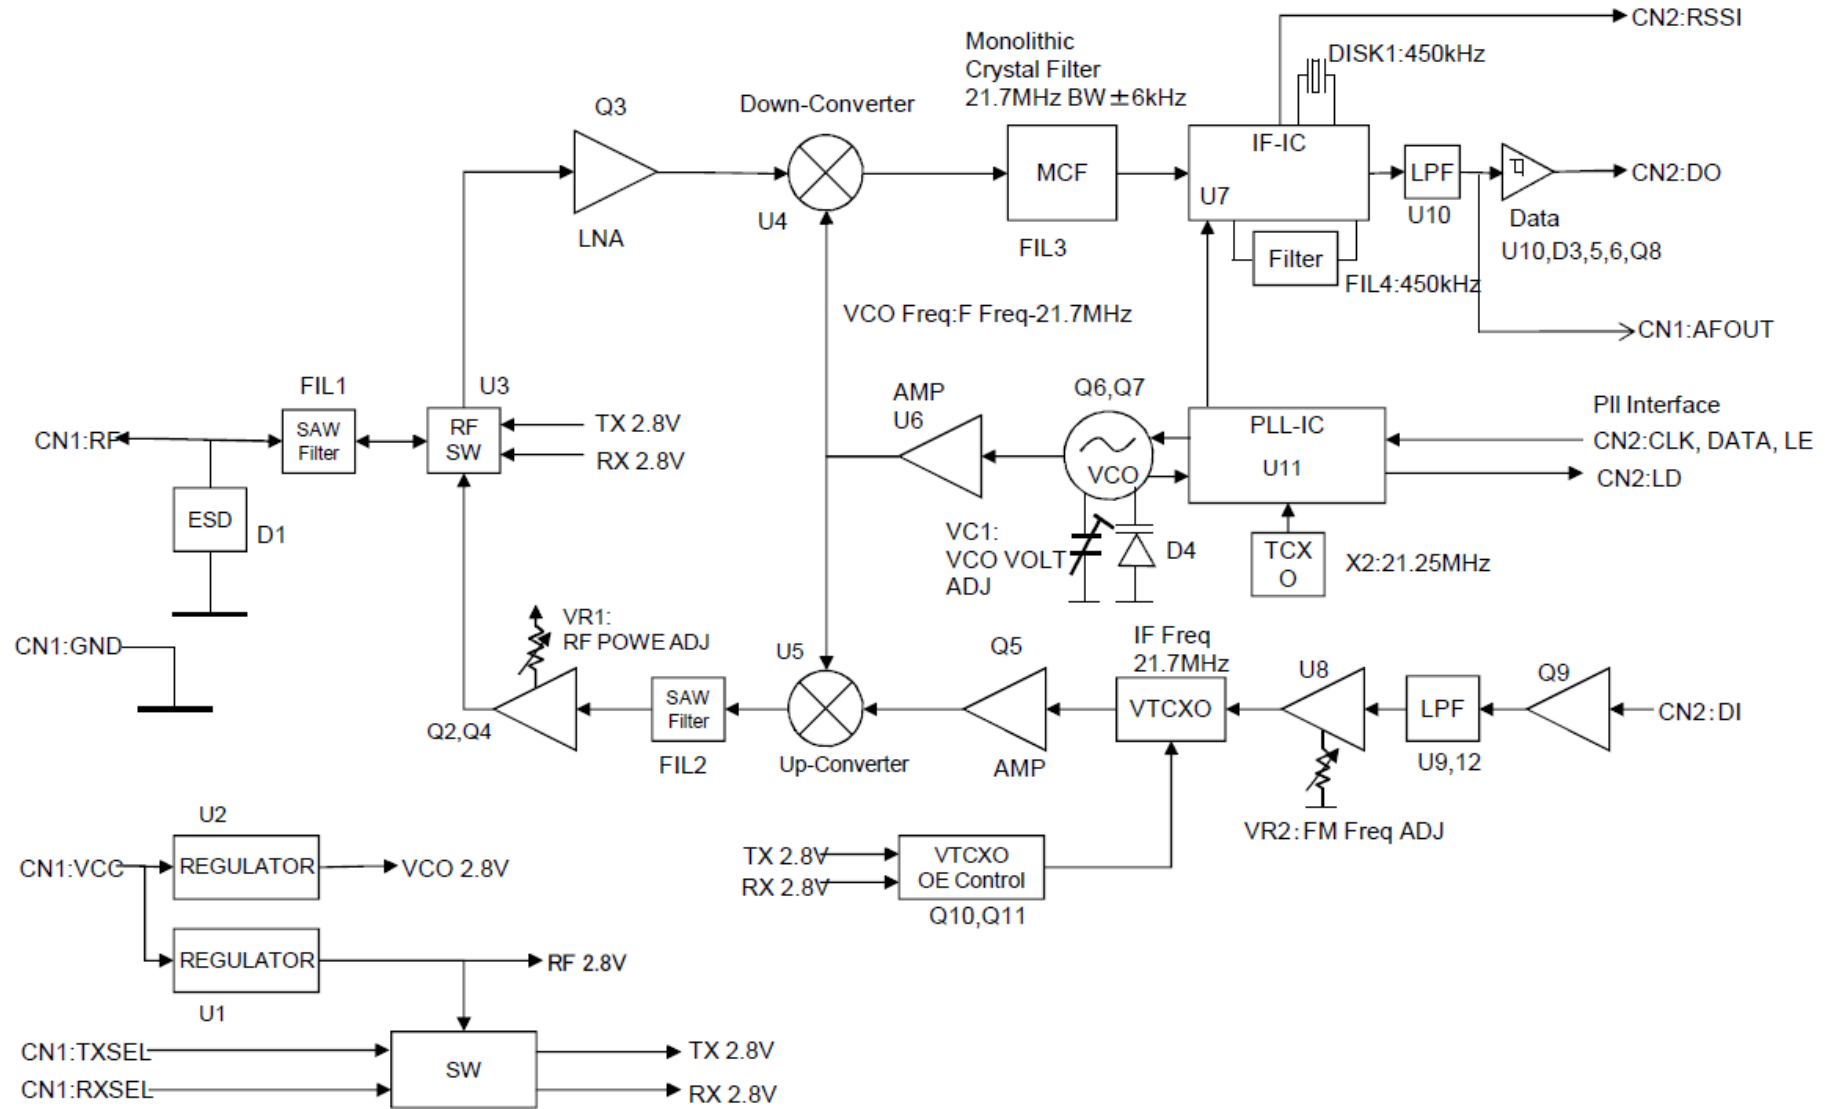 CN2:RSSI
Monolithic
Crystal Filter
21.7MHz BW±6kHz
DISK1:450kHz
Q3
Down-Converter
IF-IC
MCF
LPF
CN2:DO
U7
U4
U10
Data
LNA
FIL3
Filter
U10,D3,5,6,Q8
FIL4:450kHz
VCO Freq:F Freq-21.7MHz
CN1:AFOUT
FIL1
U3
AMP
U6
Q6,Q7
PII Interface
CN1:RF
SAW
Filter
RF
SW
TX 2.8V
RX 2.8V
VCO
PLL-IC
U11
CN2:CLK, DATA, LE
CN2:LD
ESD
D1
VC1:
VCO VOLT
ADJ
D4
TCX
O
X2:21.25MHz
CN1:GND
VR1:
RF POWE ADJ
U5
Q5
IF Freq
21.7MHz
U8
Q9
Q2,Q4
SAW
Filter
VTCXO
LPF
CN2:DI
FIL2
Up-Converter
AMP
U9,12
VR2:FM Freq ADJ
U2
CN1:VCC
REGULATOR
VCO 2.8V
TX 2.8V
RX 2.8V
VTCXO
OE Control
Q10,Q11
REGULATOR
RF 2.8V
U1
CN1:TXSEL
CN1:RXSEL
SW
TX 2.8V
RX 2.8V